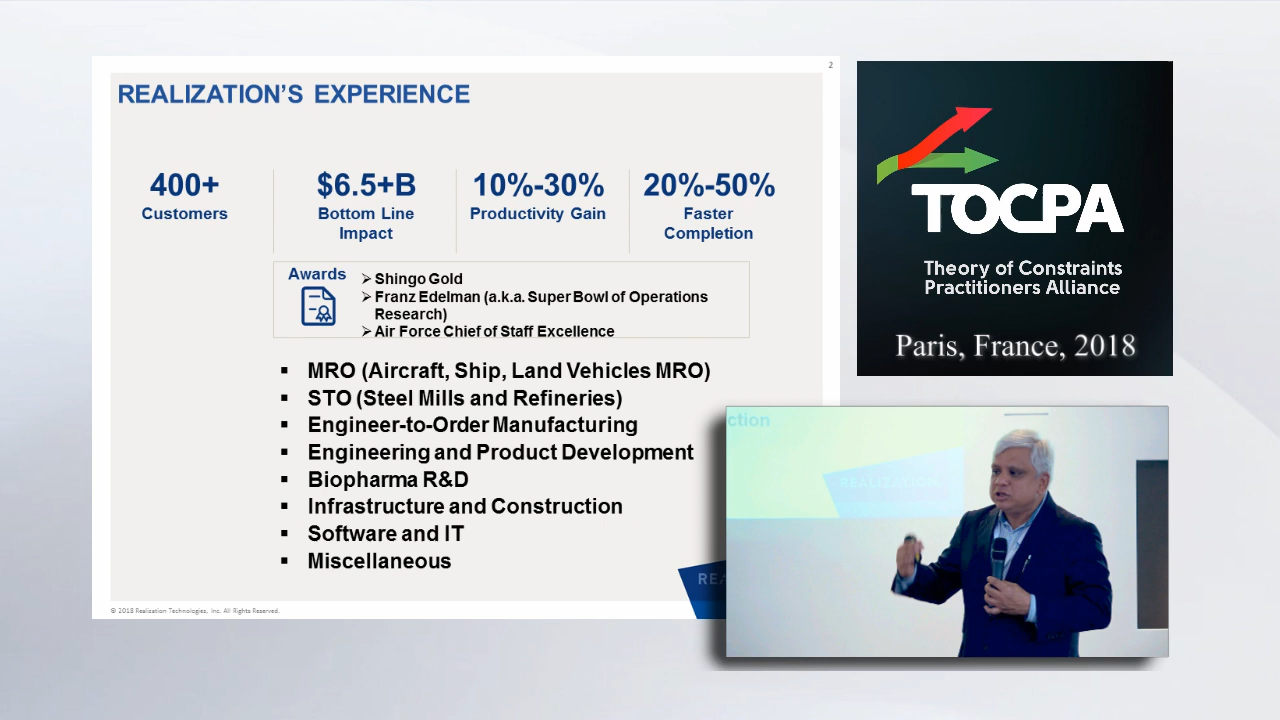 2
REALIZATION'S EXPERIENCE
400+
Customers
$6.5+B
Bottom Line
Impact
10%-30%
Productivity Gain
20%-50%
Faster
Completion
Awards
➢ Shingo Gold
➢ Franz Edelman (a.k.a. Super Bowl of Operations
Research)
➢ Air Force Chief of Staff Excellence
▪ MRO (Aircraft, Ship, Land Vehicles MRO)
▪ STO (Steel Mills and Refineries)
▪ Engineer-to-Order Manufacturing
▪ Engineering and Product Development
▪ Biopharma R&D
▪ Infrastructure and Construction
▪ Software and IT
▪ Miscellaneous
REA
© 2018 Realization Technologies, Inc. All Rights Reserved.
TOCPA
Theory of Constraints
Practitioners Alliance
Paris, France, 2018
ction
REALIZATION